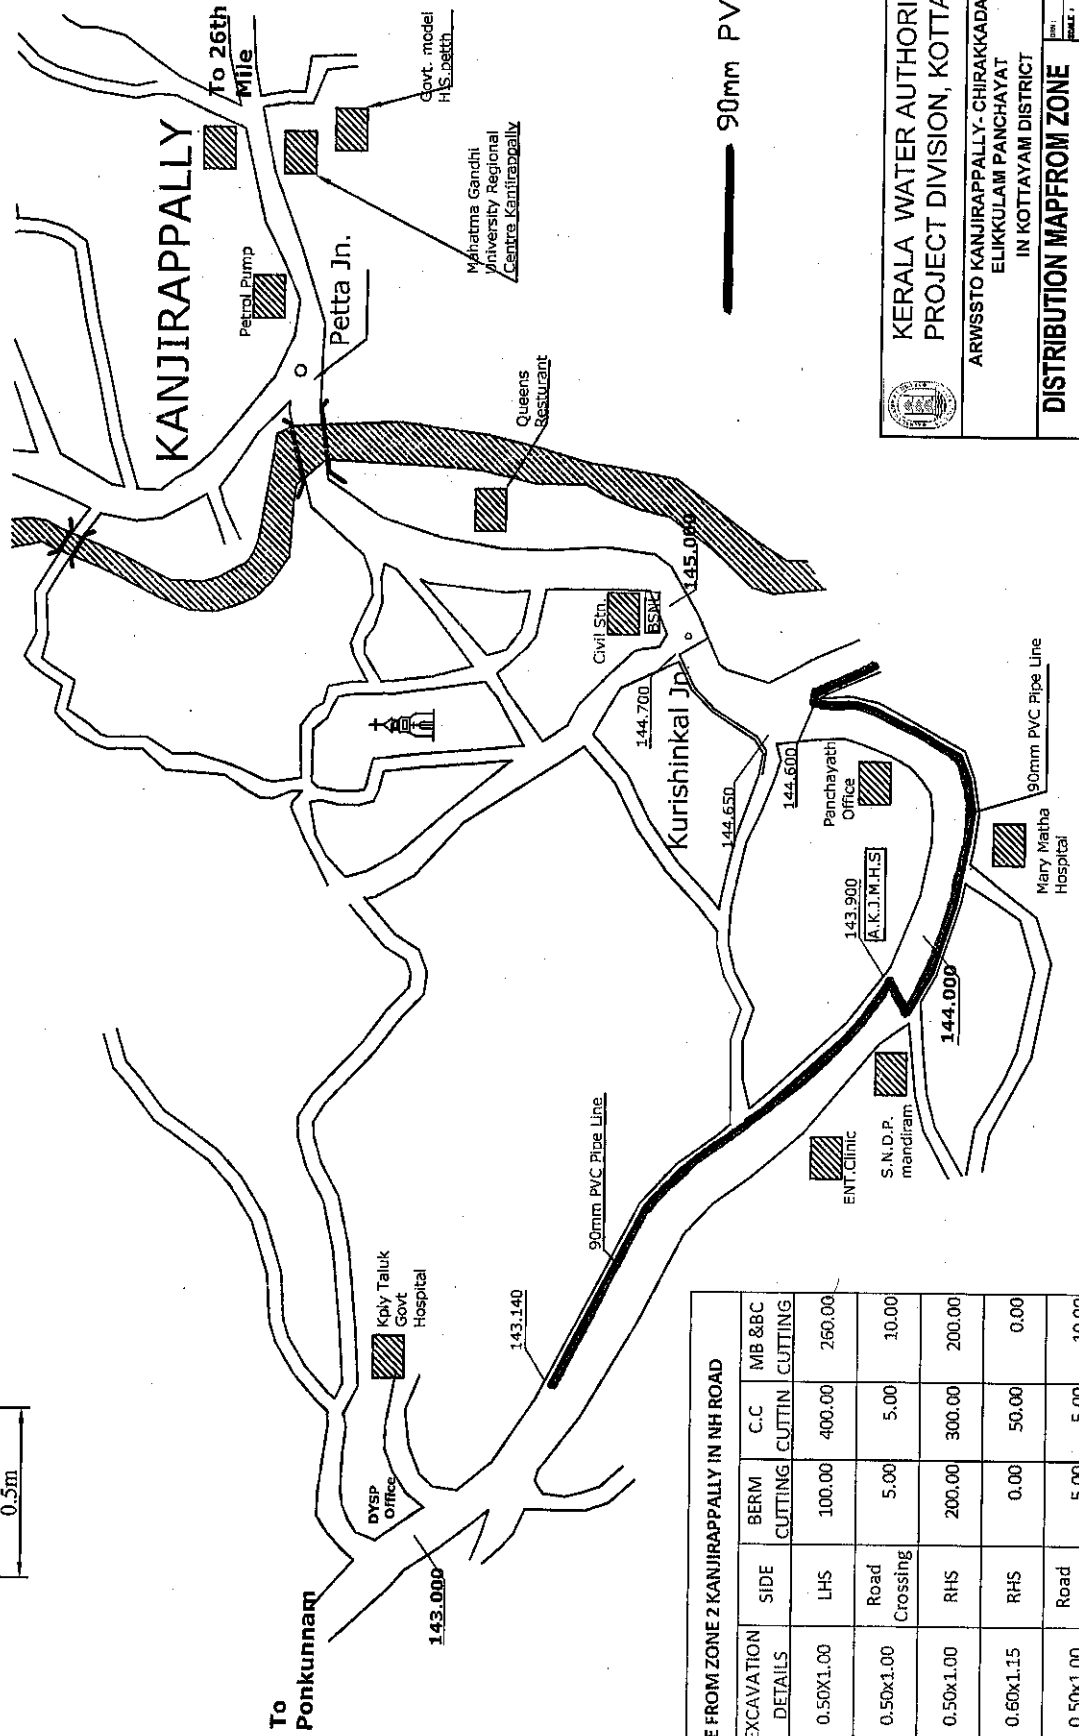 0.5m
KANJIRAPPALLY
To 26th
Mile
Govt. model
H.S.petth
Mahatma Gandhi
University Regional
Centre Kanjirappally
Petrol Pump
Petta Jn.
Queens
Resturant
Civil Stn.
BSNL
145.000
Kurishinkal Jn
144.700
144.650
144.600
Panchayath
Office
90mm PVC Pipe Line
Mary Matha
Hospital
143.900
A.K.J.M.H.S
144.000
S.N.D.P.
mandiram
ENT.Clinic
90mm PVC Pipe Line
143.140
Kply Taluk
Govt
Hospital
DYSP
Office
143.000
To
Ponkunnam
90mm PV
KERALA WATER AUTHORI
PROJECT DIVISION, KOTTA
ARWSSTO KANJIRAPPALLY- CHIRAKKADA
ELIKKULAM PANCHAYAT
IN KOTTAYAM DISTRICT
DISTRIBUTION MAPFROM ZONE
SCALE :
E FROM ZONE 2 KANJIRAPPALLY IN NH ROAD
EXCAVATION DETAILS SIDE BERM CUTTING C.C CUTTIN MB &BC CUTTING
0.50X1.00 LHS 100.00 400.00 260.00
0.50x1.00 Road Crossing 5.00 5.00 10.00
0.50x1.00 RHS 200.00 300.00 200.00
0.60x1.15 RHS 0.00 50.00 0.00
0.50x1.00 Road 5.00 5.00 10.00